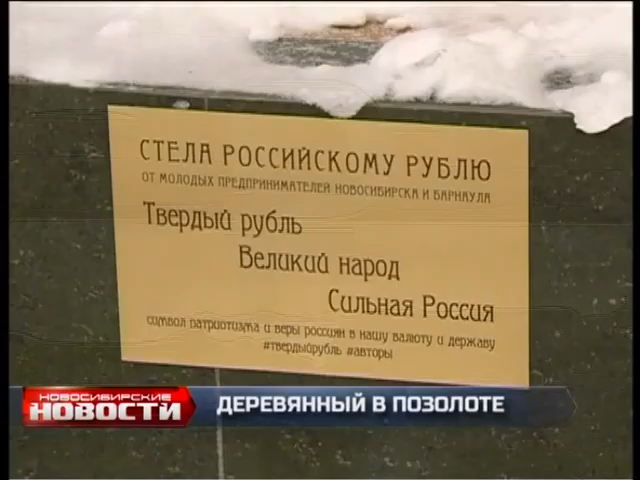 СТЕЛА РОССИЙСКОМУ РУБЛЮ
ОТ МОЛОДЫХ ПРЕДПРИНИМАТЕЛЕЙ НОВОСИБИРСКА И БАРНАУЛА
Твердый рубль
Великий народ
Сильная Россия
символ патриотизма и веры россиян в нашу валюту и державу
#твердыйрубль #авторы
НОВОСИБИРСКИЕ
НОВОСТИ
ДЕРЕВЯННЫЙ В ПОЗОЛОТЕ